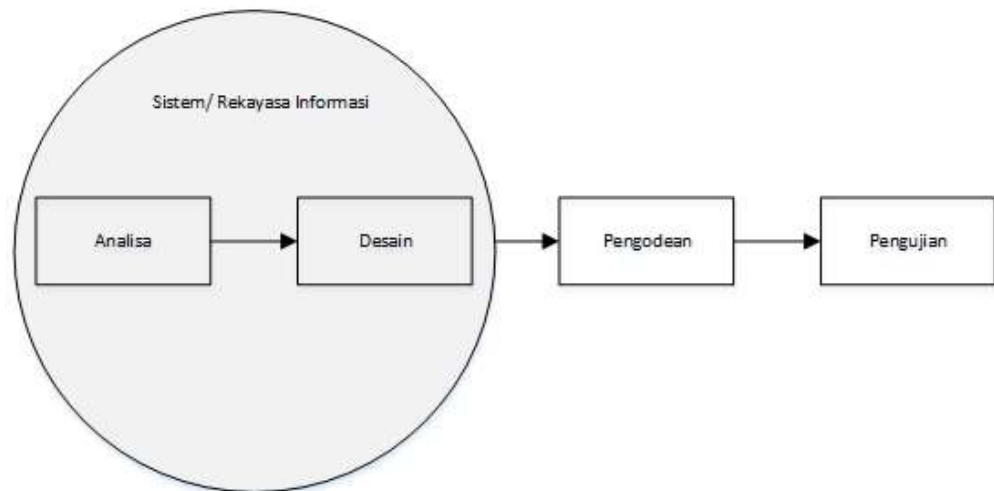 Sistem/ Rekayasa Informasi
Analisa
Desain
Pengodean
Pengujian